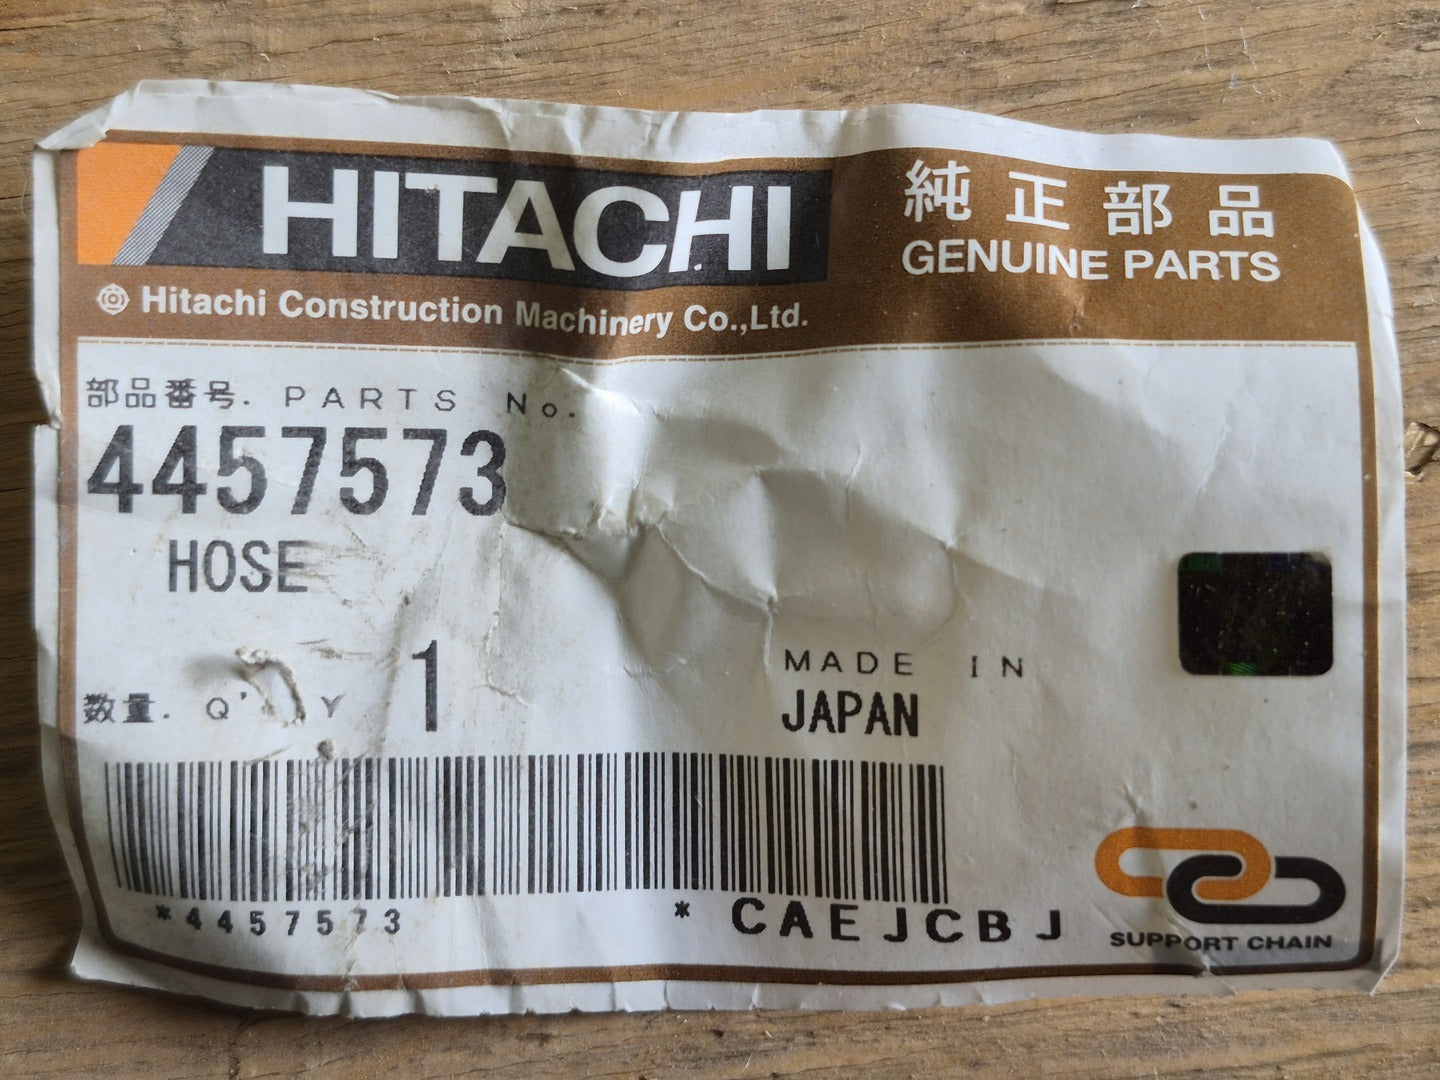 HITACHI
純正部品
GENUINE PARTS
Hitachi Construction Machinery Co.,Ltd.
部品番号. PARTS No.
4457573
HOSE
数量. Q'TY 1
MADE IN
JAPAN
*4457573 * CAEJCBJ
SUPPORT CHAIN